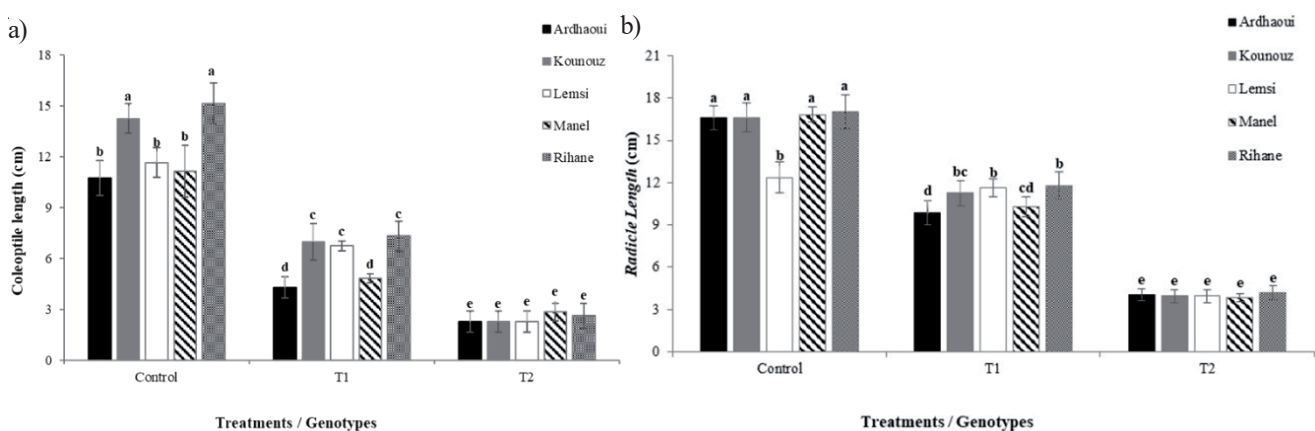 a)
18
15
12
9
6
3
0
Coleoptile length (cm)
Ardhaoui
Kounouz
Lemsi
Manel
Rihane
b a b b a
d c c d c
e e e e e
Control T1 T2
Treatments / Genotypes
b)
21
18
15
12
9
6
3
0
Radicle Length (cm)
Ardhaoui
Kounouz
Lemsi
Manel
Rihane
a a b a a
d bc b cd b
e e e e e
Control T1 T2
Treatments / Genotypes